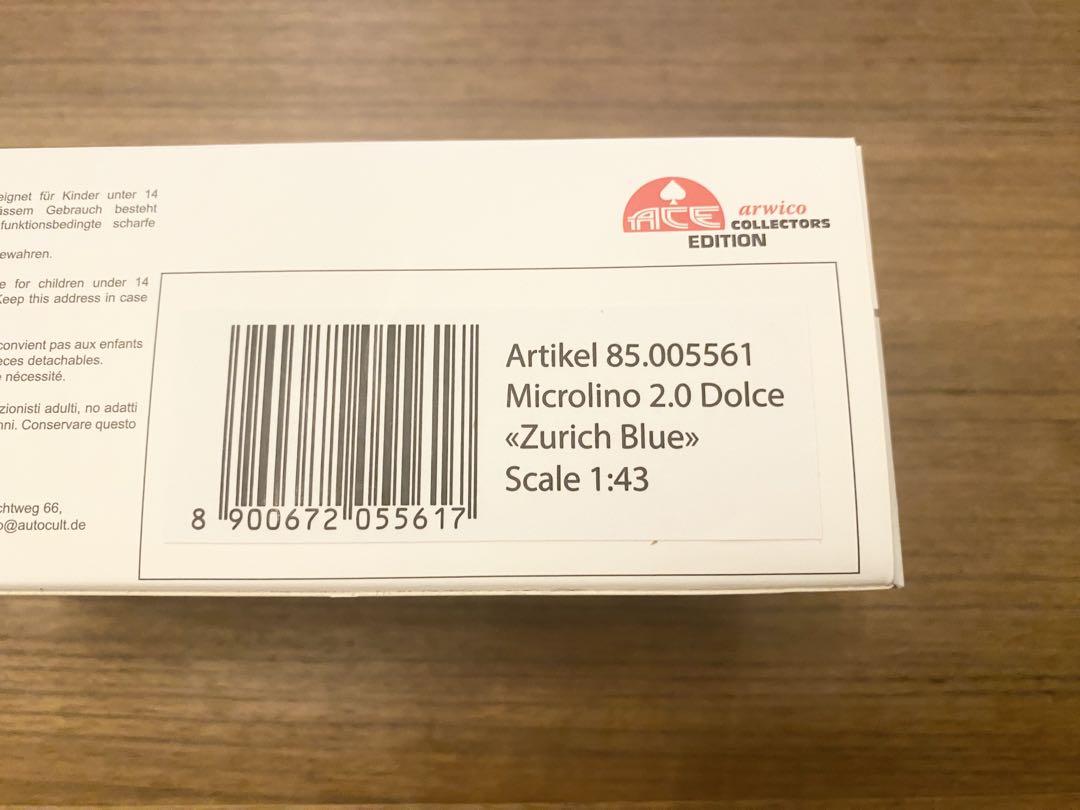 eignet für Kinder unter 14
ässem Gebrauch besteht
funktionsbedingte scharfe
ewahren.
e for children under 14
Keep this address in case
convient pas aux enfants
èces detachables.
nécessité.
zionisti adulti, no adatti
nni. Conservare questo
chtweg 66,
o@autocult.de
ACE
arwico
COLLECTORS
EDITION
Artikel 85.005561
Microlino 2.0 Dolce
«Zurich Blue»
Scale 1:43
8 900672 055617